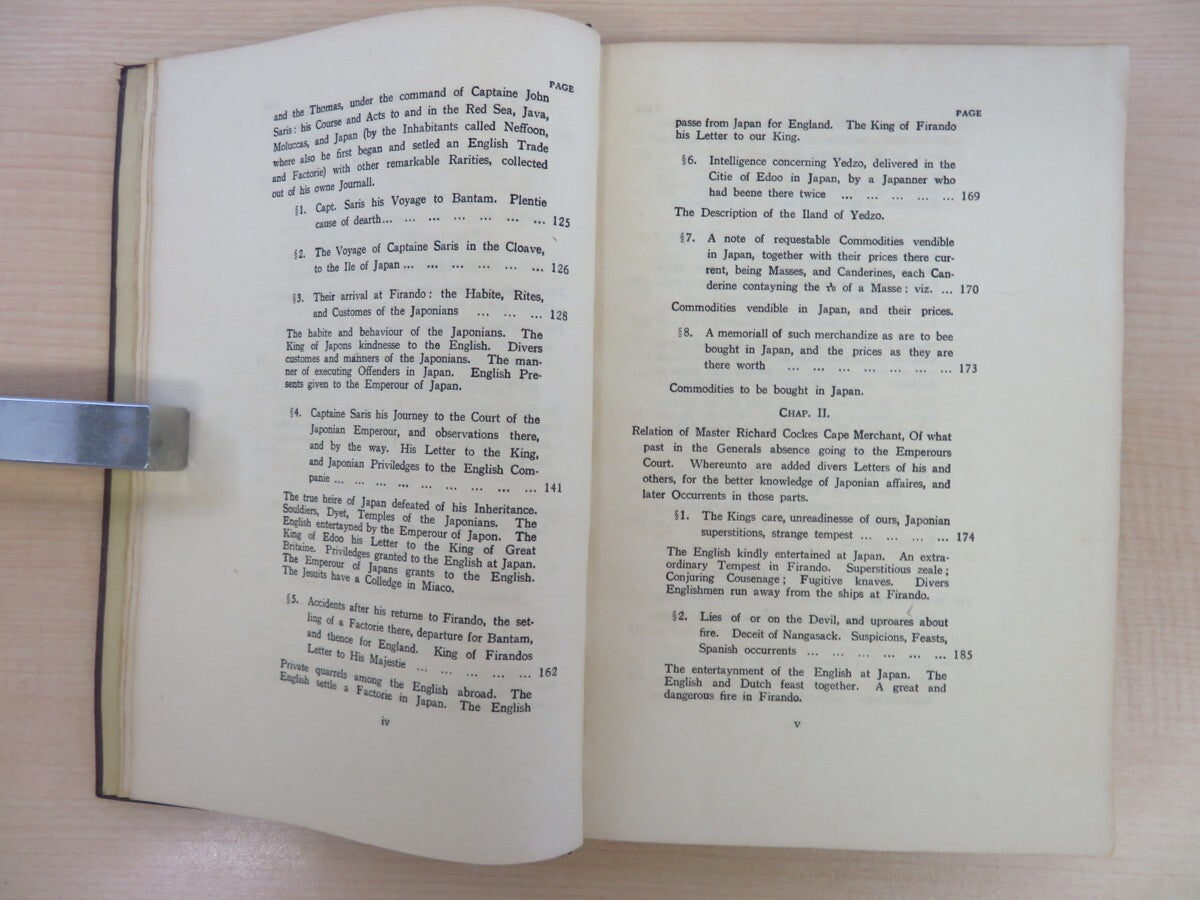 PAGE
and the Thomas, under the command of Captaine John
Saris: his Course and Acts to and in the Red Sea, Java,
Moluccas, and Japan (by the Inhabitants called Neffoon,
where also he first began and setled an English Trade
and Factorie) with other remarkable Rarities, collected
out of his owne Journall.
§1. Capt. Saris his Voyage to Bantam. Plentie
cause of dearth... ... ... ... ... ... ... 125
§2. The Voyage of Captaine Saris in the Cloave,
to the Ile of Japan ... ... ... ... ... ... 126
§3. Their arrival at Firando: the Habite, Rites,
and Customes of the Japonians ... ... ... 128
The habite and behaviour of the Japonians. The
King of Japons kindnesse to the English. Divers
customes and manners of the Japonians. The man-
ner of executing Offenders in Japan. English Pre-
sents given to the Emperour of Japan.
§4. Captaine Saris his Journey to the Court of the
Japonian Emperour, and observations there,
and by the way. His Letter to the King,
and Japonian Priviledges to the English Com-
panie ... ... ... ... ... ... ... ... ... 141
The true heire of Japan defeated of his Inheritance.
Souldiers, Dyet, Temples of the Japonians. The
English entertayned by the Emperour of Japon. The
King of Edoo his Letter to the King of Great
Britaine. Priviledges granted to the English at Japan.
The Emperour of Japans grants to the English.
The Jesuits have a Colledge in Miaco.
§5. Accidents after his returne to Firando, the set-
ling of a Factorie there, departure for Bantam,
and thence for England. King of Firandos
Letter to His Majestie ... ... ... ... ... 162
Private quarrels among the English abroad. The
English settle a Factorie in Japan. The English
iv
PAGE
passe from Japan for England. The King of Firando
his Letter to our King.
§6. Intelligence concerning Yedzo, delivered in the
Citie of Edoo in Japan, by a Japanner who
had beene there twice ... ... ... ... ... 169
The Description of the Iland of Yedzo.
§7. A note of requestable Commodities vendible
in Japan, together with their prices there cur-
rent, being Masses, and Canderines, each Can-
derine contayning the 1/10 of a Masse: viz. ... 170
Commodities vendible in Japan, and their prices.
§8. A memoriall of such merchandize as are to bee
bought in Japan, and the prices as they are
there worth ... ... ... ... ... ... ... 173
Commodities to be bought in Japan.
CHAP. II.
Relation of Master Richard Cockes Cape Merchant, Of what
past in the Generals absence going to the Emperours
Court. Whereunto are added divers Letters of his and
others, for the better knowledge of Japonian affaires, and
later Occurrents in those parts.
§1. The Kings care, unreadinesse of ours, Japonian
superstitions, strange tempest ... ... ... ... 174
The English kindly entertained at Japan. An extra-
ordinary Tempest in Firando. Superstitious zeale;
Conjuring Cousenage; Fugitive knaves. Divers
Englishmen run away from the ships at Firando.
§2. Lies of or on the Devil, and uproares about
fire. Deceit of Nangasack. Suspicions, Feasts,
Spanish occurrents ... ... ... ... ... ... 185
The entertaynment of the English at Japan. The
English and Dutch feast together. A great and
dangerous fire in Firando.
v